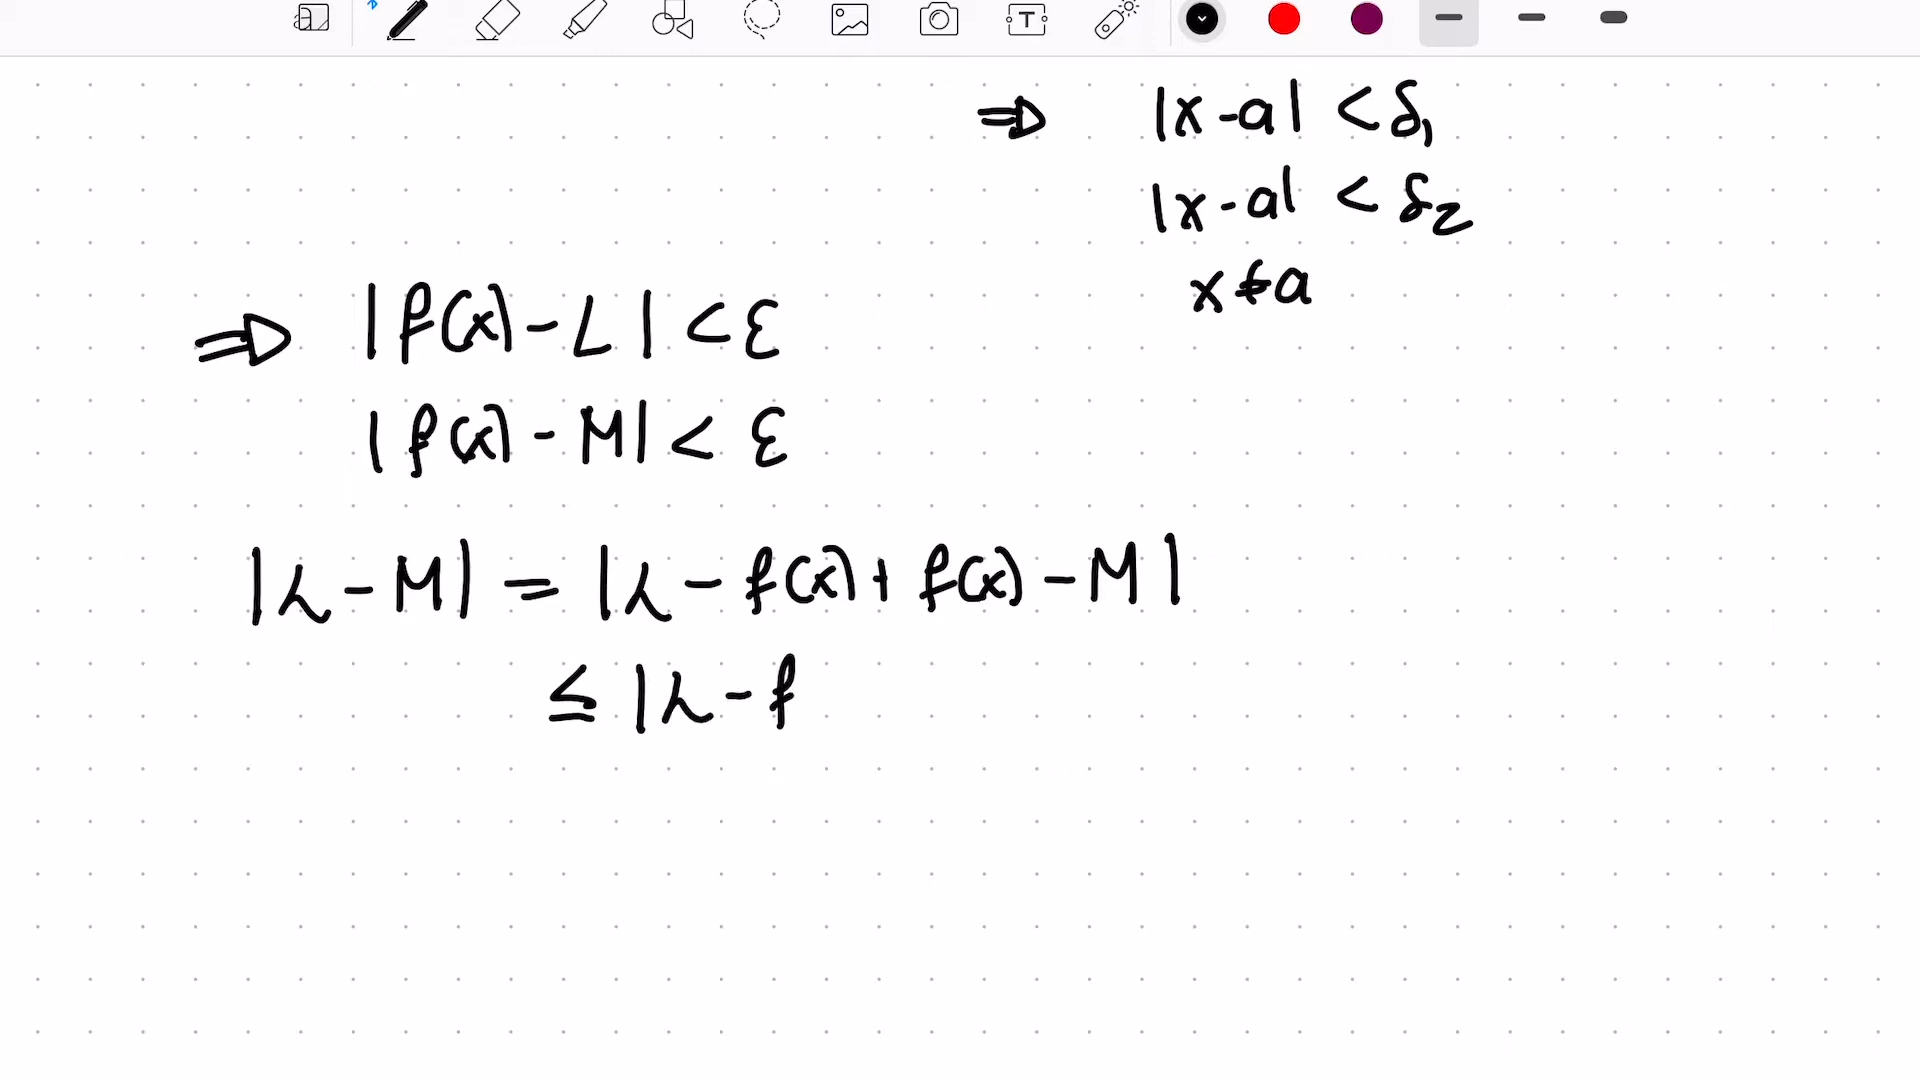 ⇒ |x-a| < δ₁
|x-a| < δ₂
x≠a
⇒ |f(x)-L| < ε
|f(x)-M| < ε
|L-M| = |L-f(x)+f(x)-M|
≤ |L-f